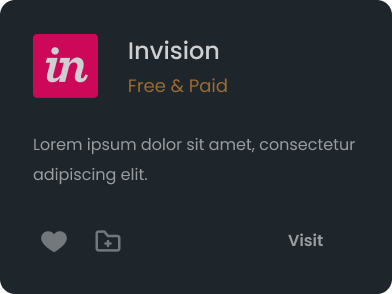 in
Invision
Free & Paid
Lorem ipsum dolor sit amet, consectetur
adipiscing elit.
Visit